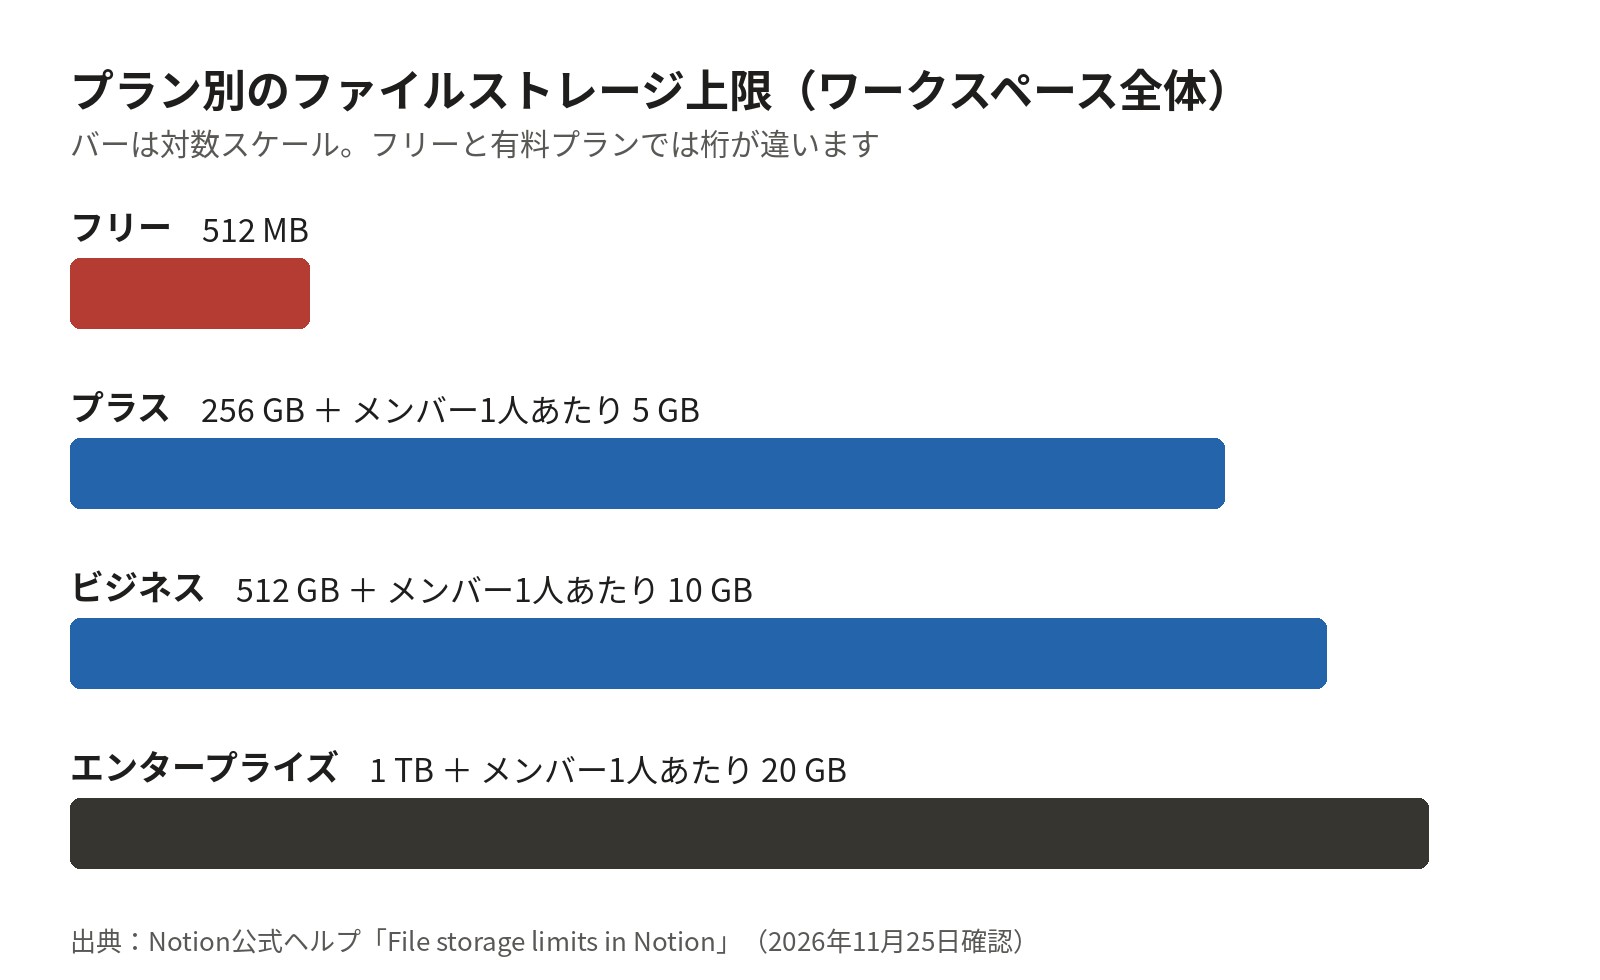 プラン別のファイルストレージ上限（ワークスペース全体）
バーは対数スケール。フリーと有料プランでは桁が違います
フリー 512 MB
プラス 256 GB ＋ メンバー1人あたり 5 GB
ビジネス 512 GB ＋ メンバー1人あたり 10 GB
エンタープライズ 1 TB ＋ メンバー1人あたり 20 GB
出典：Notion公式ヘルプ「File storage limits in Notion」（2026年11月25日確認）